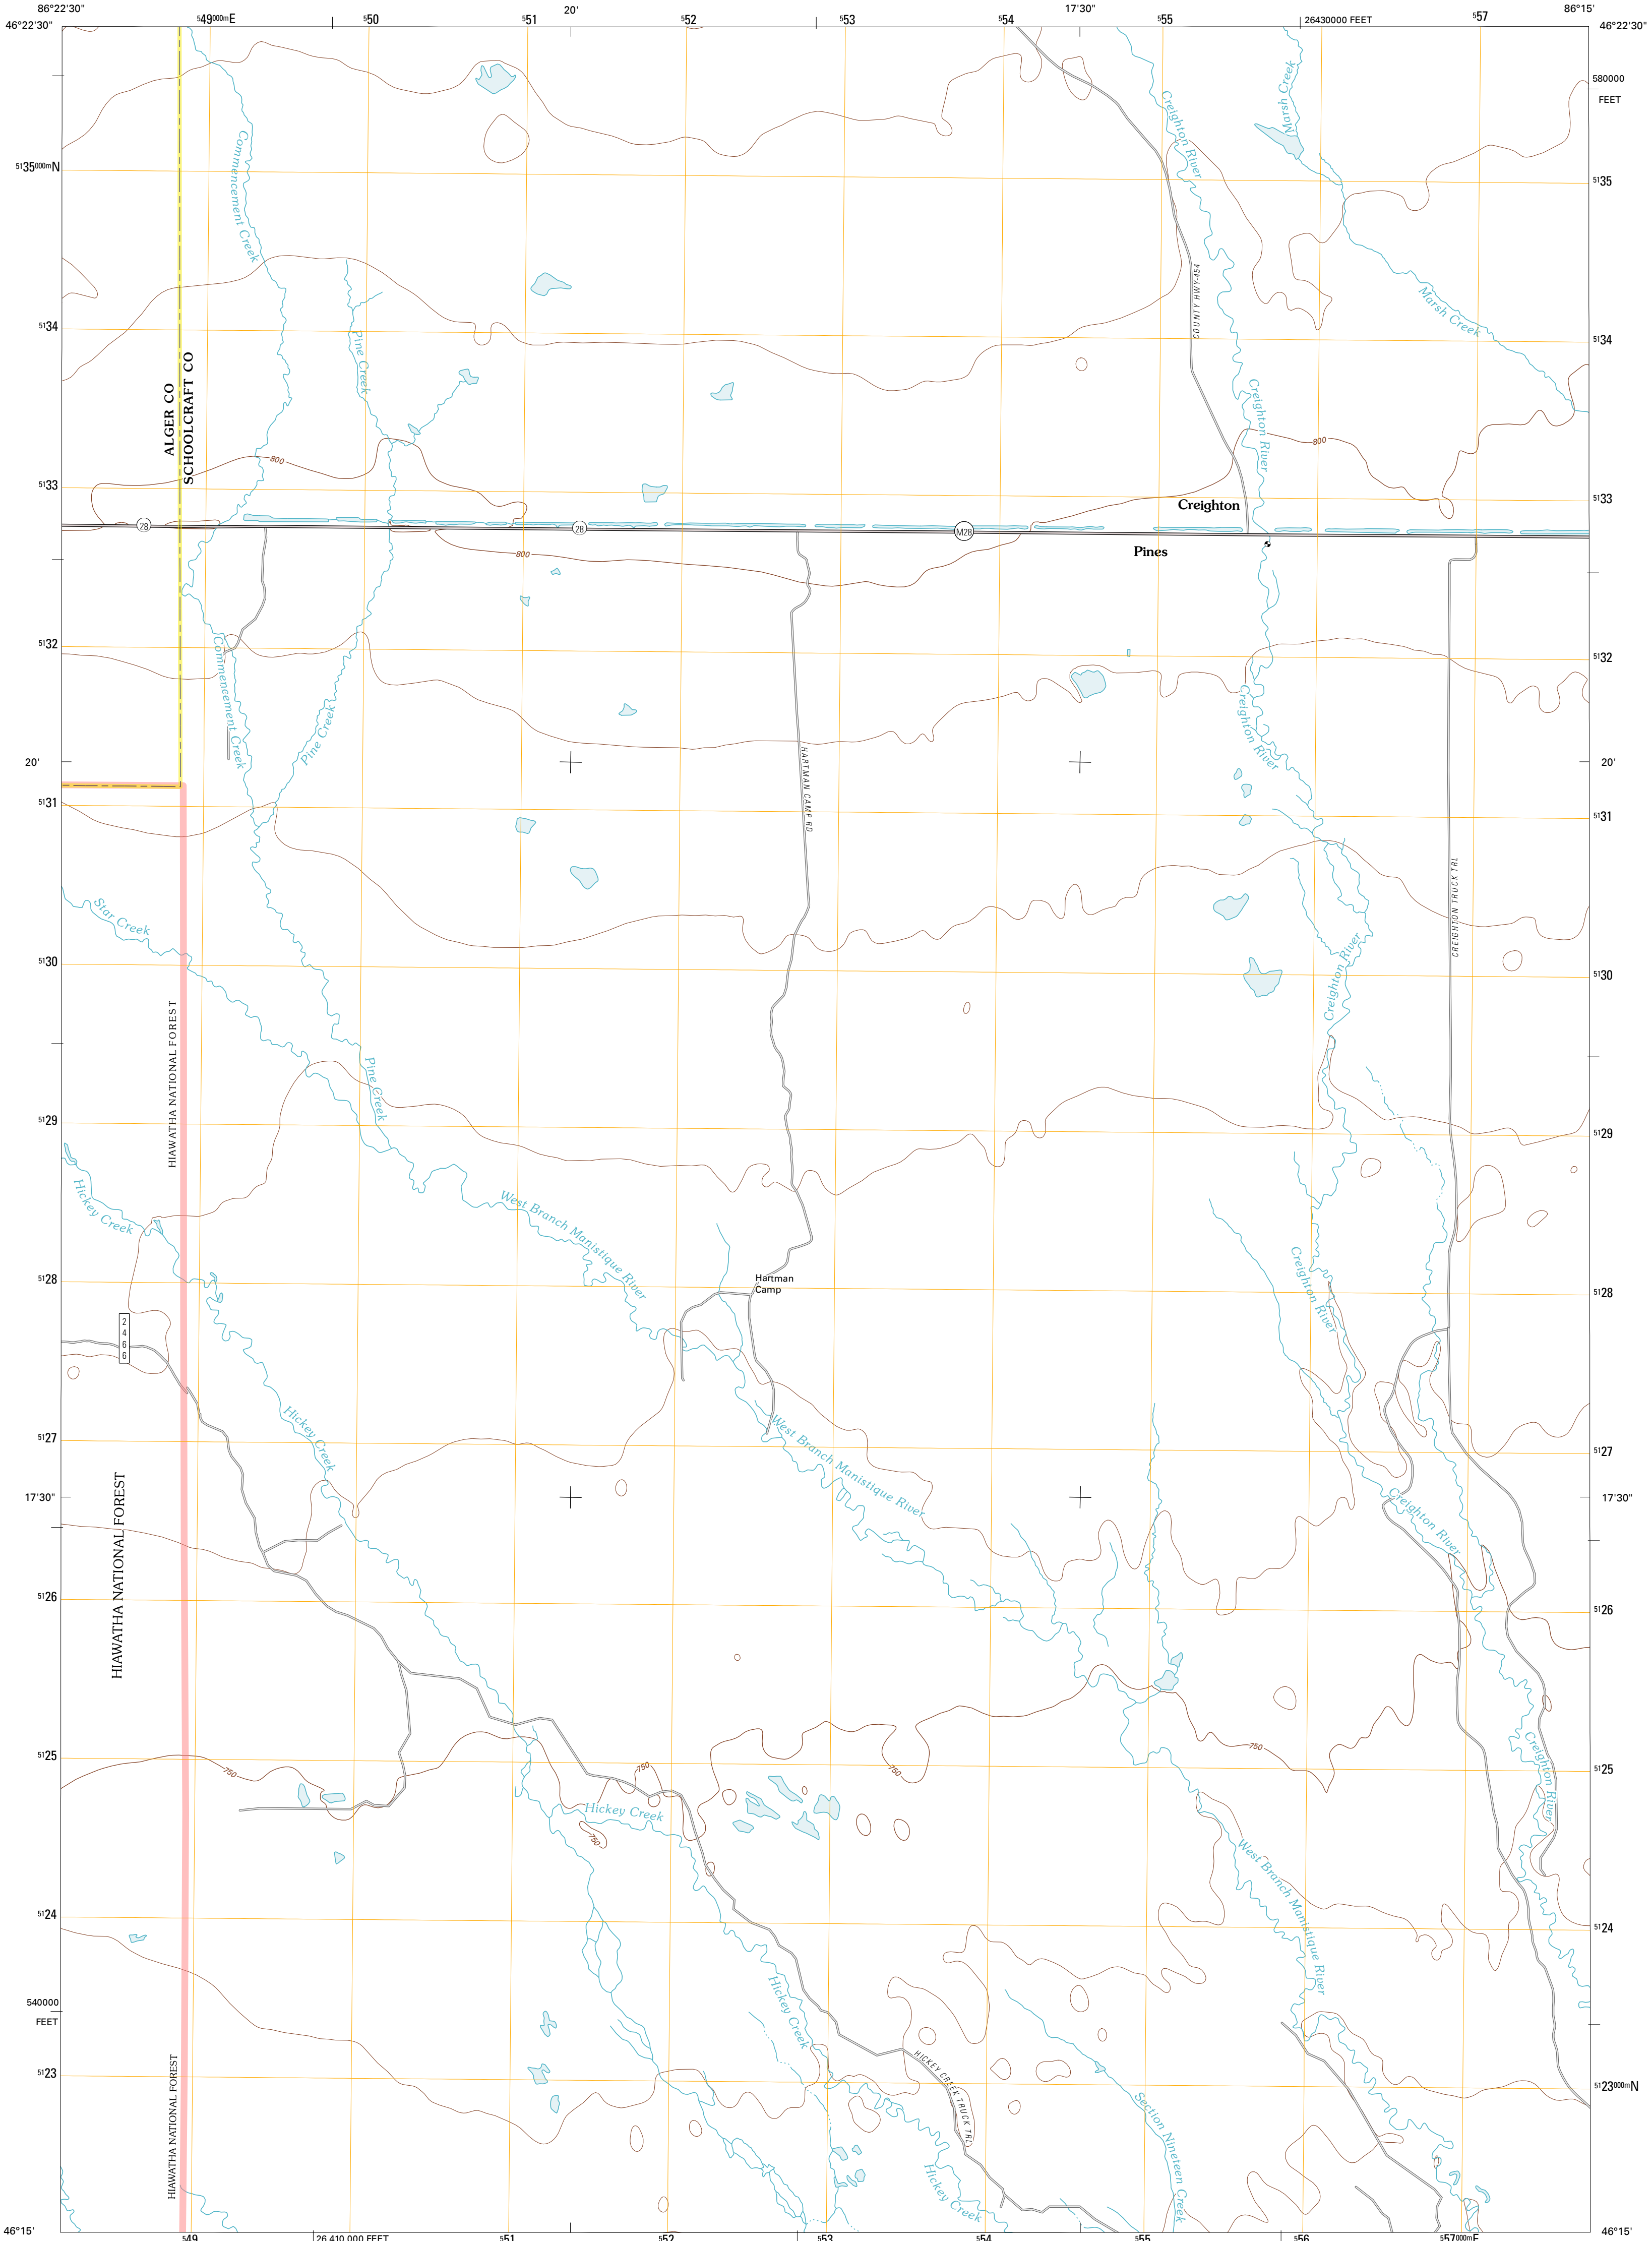 86°22'30"
549000mE
550
551
20'
552
553
554
17'30"
555
26430000 FEET
557
86°15'
46°22'30"
46°22'30"
580000
FEET
Marsh Creek
Creighton River
Commencement Creek
5135000mN
5135
COUNTY HWY-454
Marsh Creek
5134
5134
Pine Creek
ALGER CO
SCHOOLCRAFT CO
Creighton River
800
800
5133
5133
Creighton
28
28
M28
Pines
800
5132
5132
Commencement Creek
Pine Creek
Creighton River
20'
20'
HARTMAN CAMP RD
5131
5131
CREIGHTON TRUCK TRL
Star Creek
Creighton River
5130
5130
HIAWATHA NATIONAL FOREST
Pine Creek
5129
5129
Hickey Creek
West Branch Manistique River
Creighton River
5128
Hartman
Camp
5128
2
4
6
6
Hickey Creek
West Branch Manistique River
5127
5127
HIAWATHA NATIONAL FOREST
17'30"
17'30"
Creighton River
5126
5126
5125
750
750
750
750
5125
Creighton River
Hickey Creek
750
West Branch Manistique River
5124
5124
Hickey Creek
540000
FEET
HICKEY CREEK TRUCK TRL
5123
5123000mN
HIAWATHA NATIONAL FOREST
Section Nineteen Creek
Hickey Creek
46°15'
46°15'
549
26 410 000 FEET
551
552
553
554
555
556
557000mE